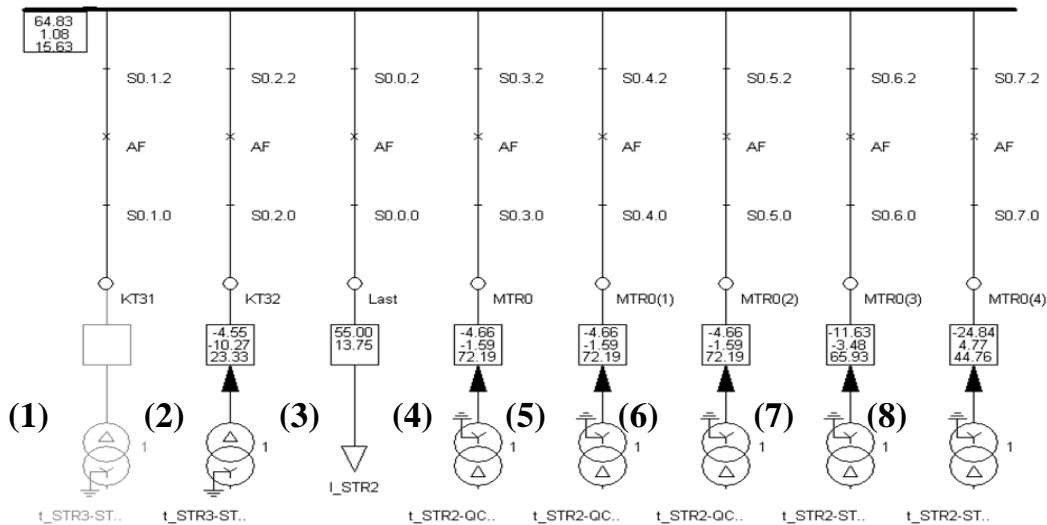 64.83
1.08
15.63
S0.1.2 S0.2.2 S0.0.2 S0.3.2 S0.4.2 S0.5.2 S0.6.2 S0.7.2
AF AF AF AF AF AF AF AF
S0.1.0 S0.2.0 S0.0.0 S0.3.0 S0.4.0 S0.5.0 S0.6.0 S0.7.0
KT31 KT32 Last MTR0 MTR0(1) MTR0(2) MTR0(3) MTR0(4)
-4.55 55.00 -4.66 -4.66 -4.66 -11.63 -24.84
-10.27 13.75 -1.59 -1.59 -1.59 -3.48 4.77
23.33 72.19 72.19 72.19 65.93 44.76
(1) (2) (3) (4) (5) (6) (7) (8)
1 1 1 1 1 1 1
l_STR2
t_STR3-ST.. t_STR3-ST.. t_STR2-QC.. t_STR2-QC.. t_STR2-QC.. t_STR2-ST.. t_STR2-ST..